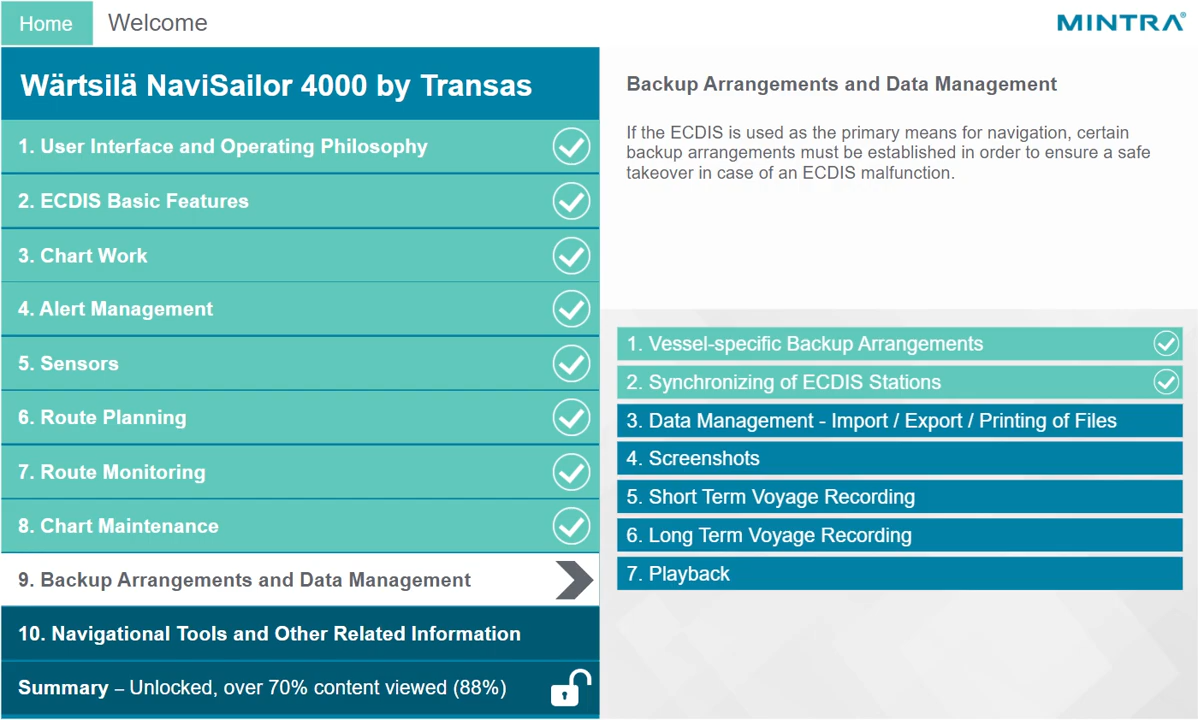 Home
Welcome
MINTRA®
Wärtsilä NaviSailor 4000 by Transas
1. User Interface and Operating Philosophy
2. ECDIS Basic Features
3. Chart Work
4. Alert Management
5. Sensors
6. Route Planning
7. Route Monitoring
8. Chart Maintenance
9. Backup Arrangements and Data Management
10. Navigational Tools and Other Related Information
Summary – Unlocked, over 70% content viewed (88%)
Backup Arrangements and Data Management
If the ECDIS is used as the primary means for navigation, certain
backup arrangements must be established in order to ensure a safe
takeover in case of an ECDIS malfunction.
1. Vessel-specific Backup Arrangements
2. Synchronizing of ECDIS Stations
3. Data Management - Import / Export / Printing of Files
4. Screenshots
5. Short Term Voyage Recording
6. Long Term Voyage Recording
7. Playback